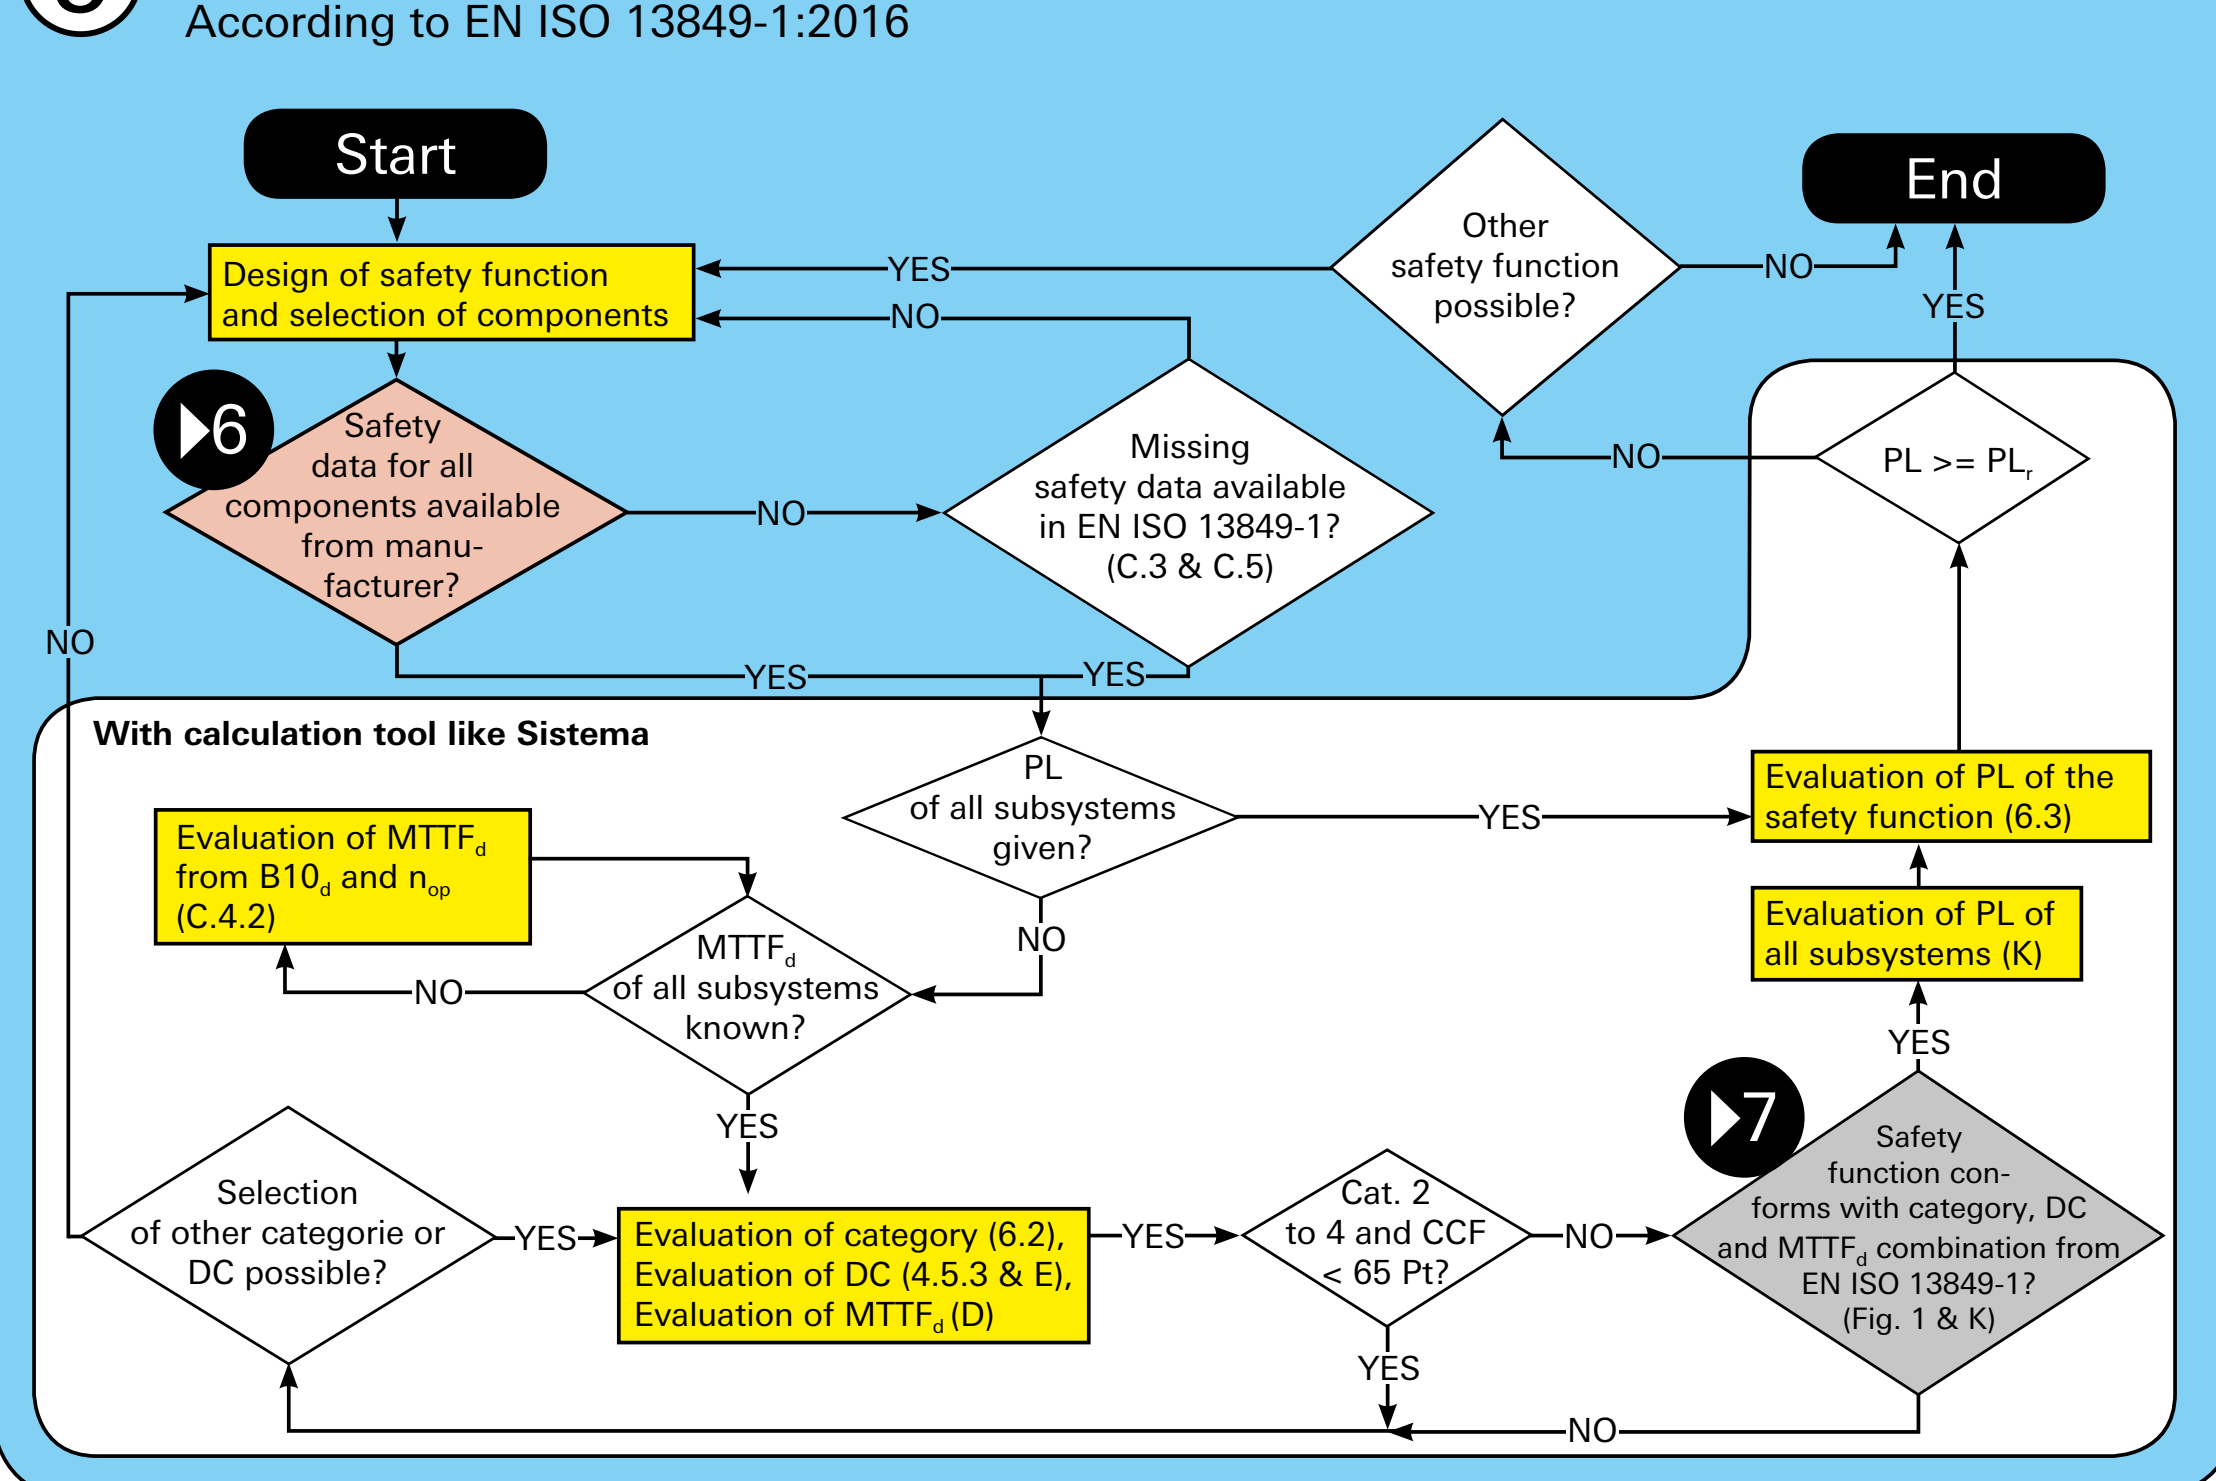 According to EN ISO 13849-1:2016
Start
End
Other
safety function
possible?
YES
NO
Design of safety function
and selection of components
NO
YES
6
Safety
data for all
components available
from manu-
facturer?
NO
Missing
safety data available
in EN ISO 13849-1?
(C.3 & C.5)
NO
PL >= PLr
NO
YES
YES
With calculation tool like Sistema
PL
of all subsystems
given?
YES
Evaluation of PL of the
safety function (6.3)
Evaluation of MTTFd
from B10d and nop
(C.4.2)
NO
Evaluation of PL of
all subsystems (K)
MTTFd
of all subsystems
known?
NO
YES
YES
7
Selection
of other categorie or
DC possible?
YES
Evaluation of category (6.2),
Evaluation of DC (4.5.3 & E),
Evaluation of MTTFd (D)
YES
Cat. 2
to 4 and CCF
< 65 Pt?
NO
Safety
function con-
forms with category, DC
and MTTFd combination from
EN ISO 13849-1?
(Fig. 1 & K)
YES
NO